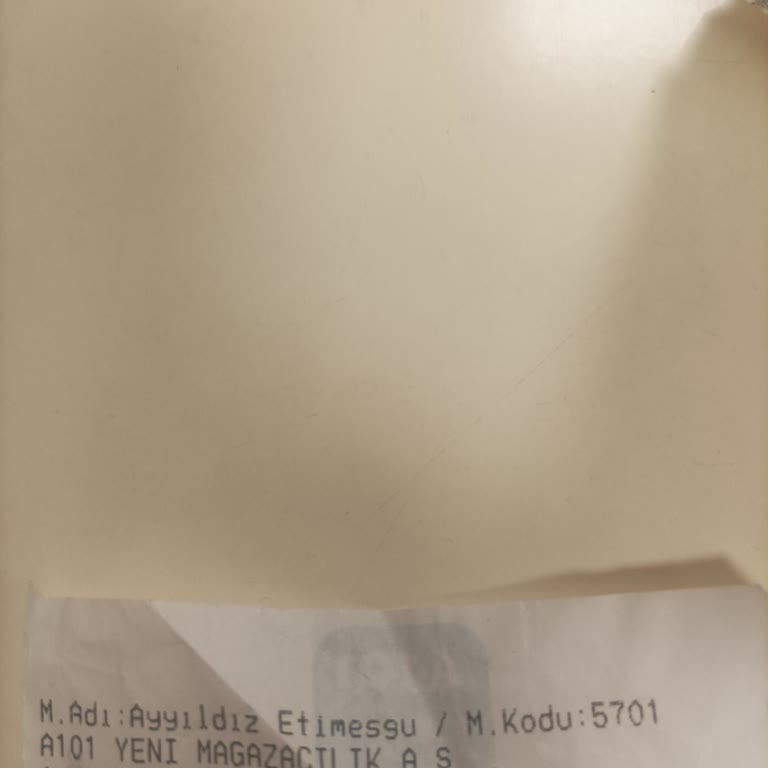 M.Adı:Ayyıldız Etimesgu / M.Kodu:5701
A101 YENI MAGAZACILIK A S